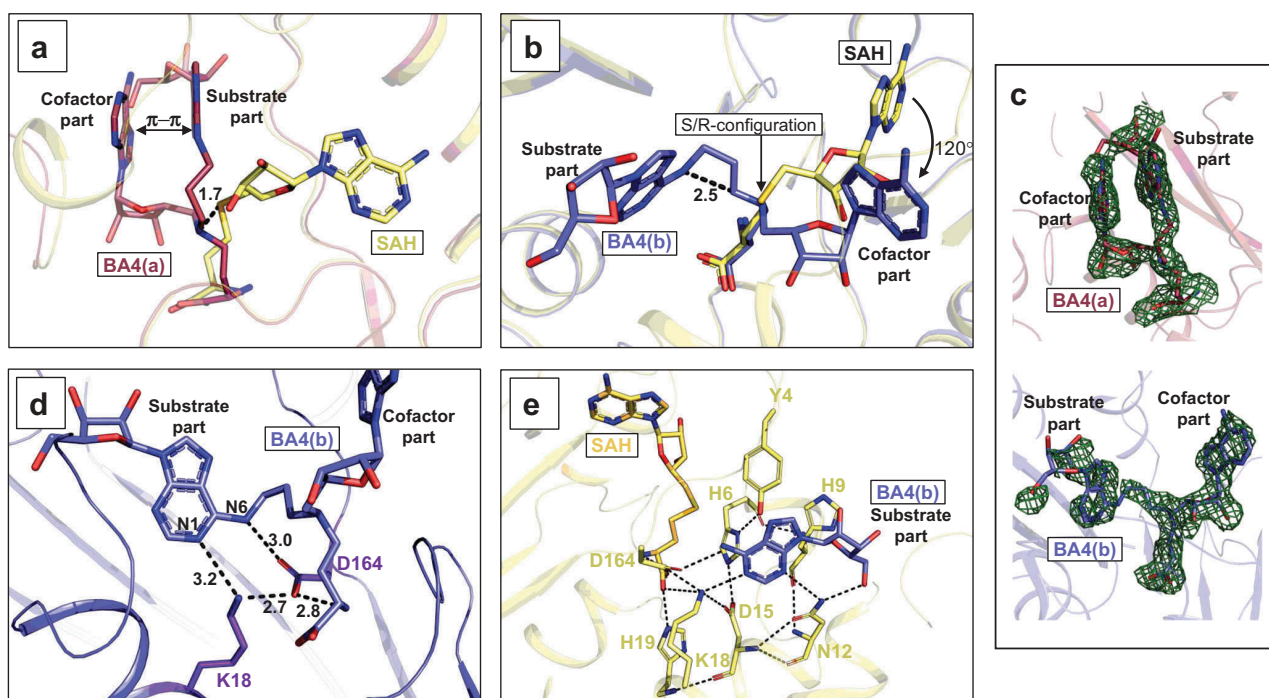 a
Cofactor
part
Substrate
part
π–π
1.7
BA4(a)
SAH
b
SAH
S/R-configuration
120°
Substrate
part
2.5
BA4(b)
Cofactor
part
c
Substrate
part
Cofactor
part
BA4(a)
Substrate
part
Cofactor
part
BA4(b)
d
Substrate
part
BA4(b)
Cofactor
part
N6
N1
3.0
D164
3.2
2.7
2.8
K18
e
Y4
SAH
H6
H9
BA4(b)
Substrate
part
D164
D15
H19
K18
N12